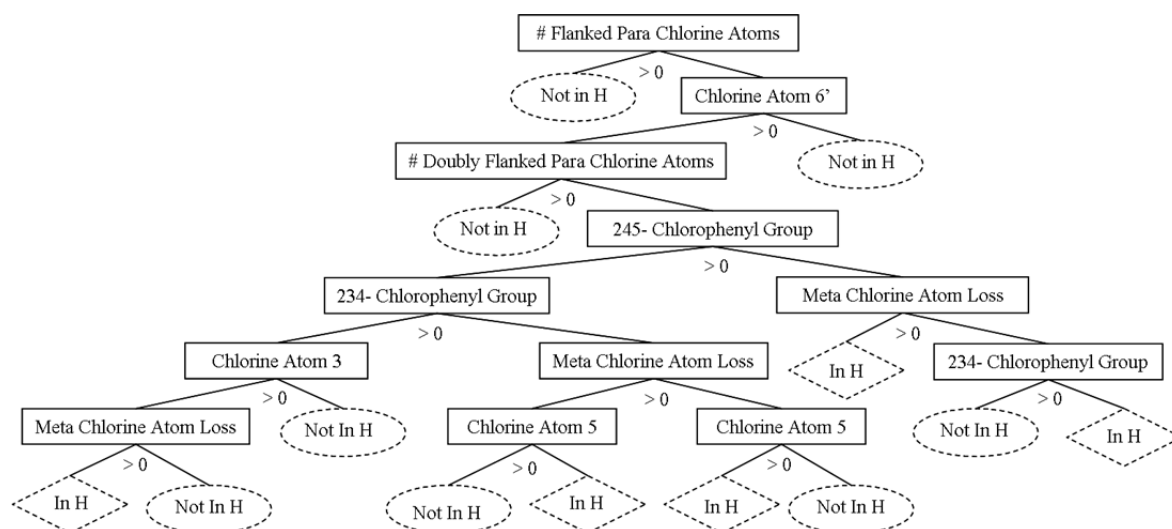 # Flanked Para Chlorine Atoms
> 0
Not in H
Chlorine Atom 6’
> 0
# Doubly Flanked Para Chlorine Atoms
Not in H
> 0
Not in H
245- Chlorophenyl Group
> 0
234- Chlorophenyl Group
Meta Chlorine Atom Loss
> 0
> 0
Chlorine Atom 3
Meta Chlorine Atom Loss
In H
234- Chlorophenyl Group
> 0
> 0
> 0
Meta Chlorine Atom Loss
Not In H
Chlorine Atom 5
Chlorine Atom 5
Not In H
In H
> 0
> 0
> 0
In H
Not In H
Not In H
In H
In H
Not In H